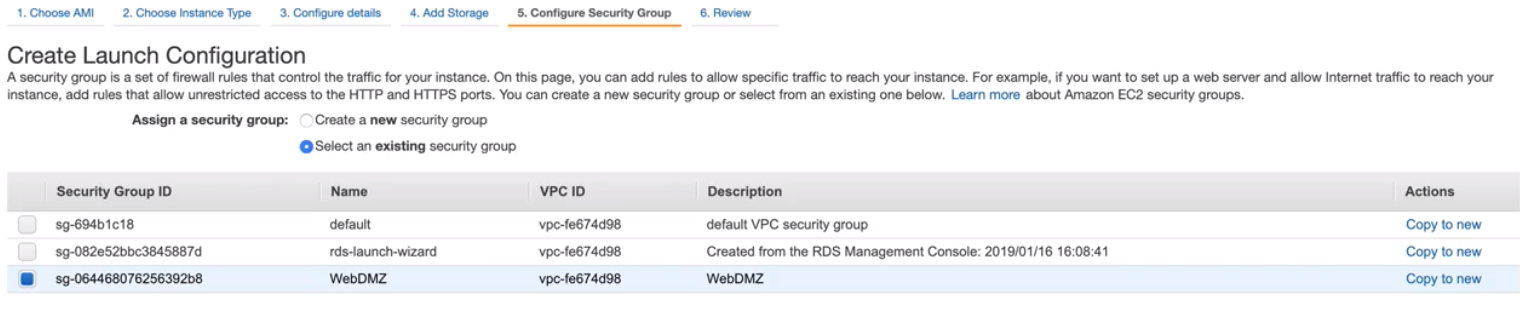 1. Choose AMI 2. Choose Instance Type 3. Configure details 4. Add Storage 5. Configure Security Group 6. Review
Create Launch Configuration
A security group is a set of firewall rules that control the traffic for your instance. On this page, you can add rules to allow specific traffic to reach your instance. For example, if you want to set up a web server and allow Internet traffic to reach your
instance, add rules that allow unrestricted access to the HTTP and HTTPS ports. You can create a new security group or select from an existing one below. Learn more about Amazon EC2 security groups.
Assign a security group: Create a new security group
Select an existing security group
Security Group ID Name VPC ID Description Actions
sg-694b1c18 default vpc-fe674d98 default VPC security group Copy to new
sg-082e52bbc3845887d rds-launch-wizard vpc-fe674d98 Created from the RDS Management Console: 2019/01/16 16:08:41 Copy to new
sg-064468076256392b8 WebDMZ vpc-fe674d98 WebDMZ Copy to new